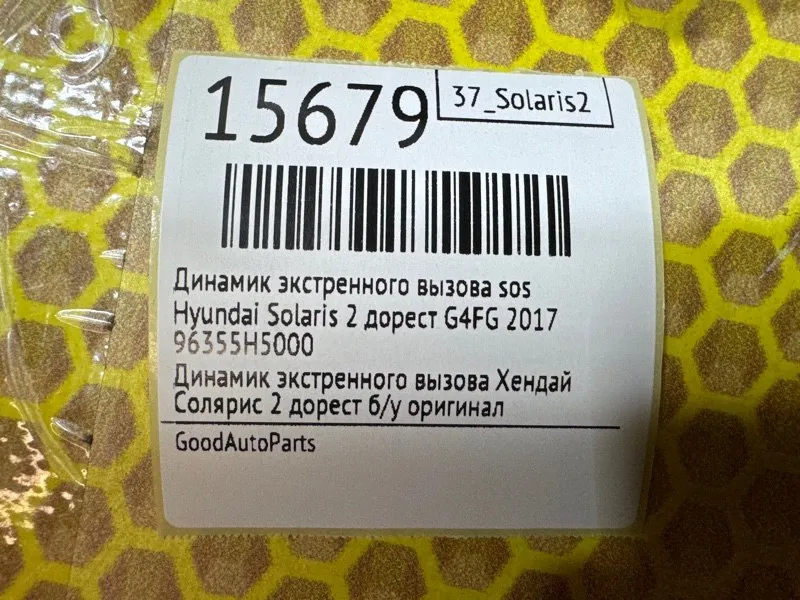 15679
37_Solaris2
Динамик экстренного вызова sos
Hyundai Solaris 2 дорест G4FG 2017
96355H5000
Динамик экстренного вызова Хендай
Солярис 2 дорест б/у оригинал
GoodAutoParts